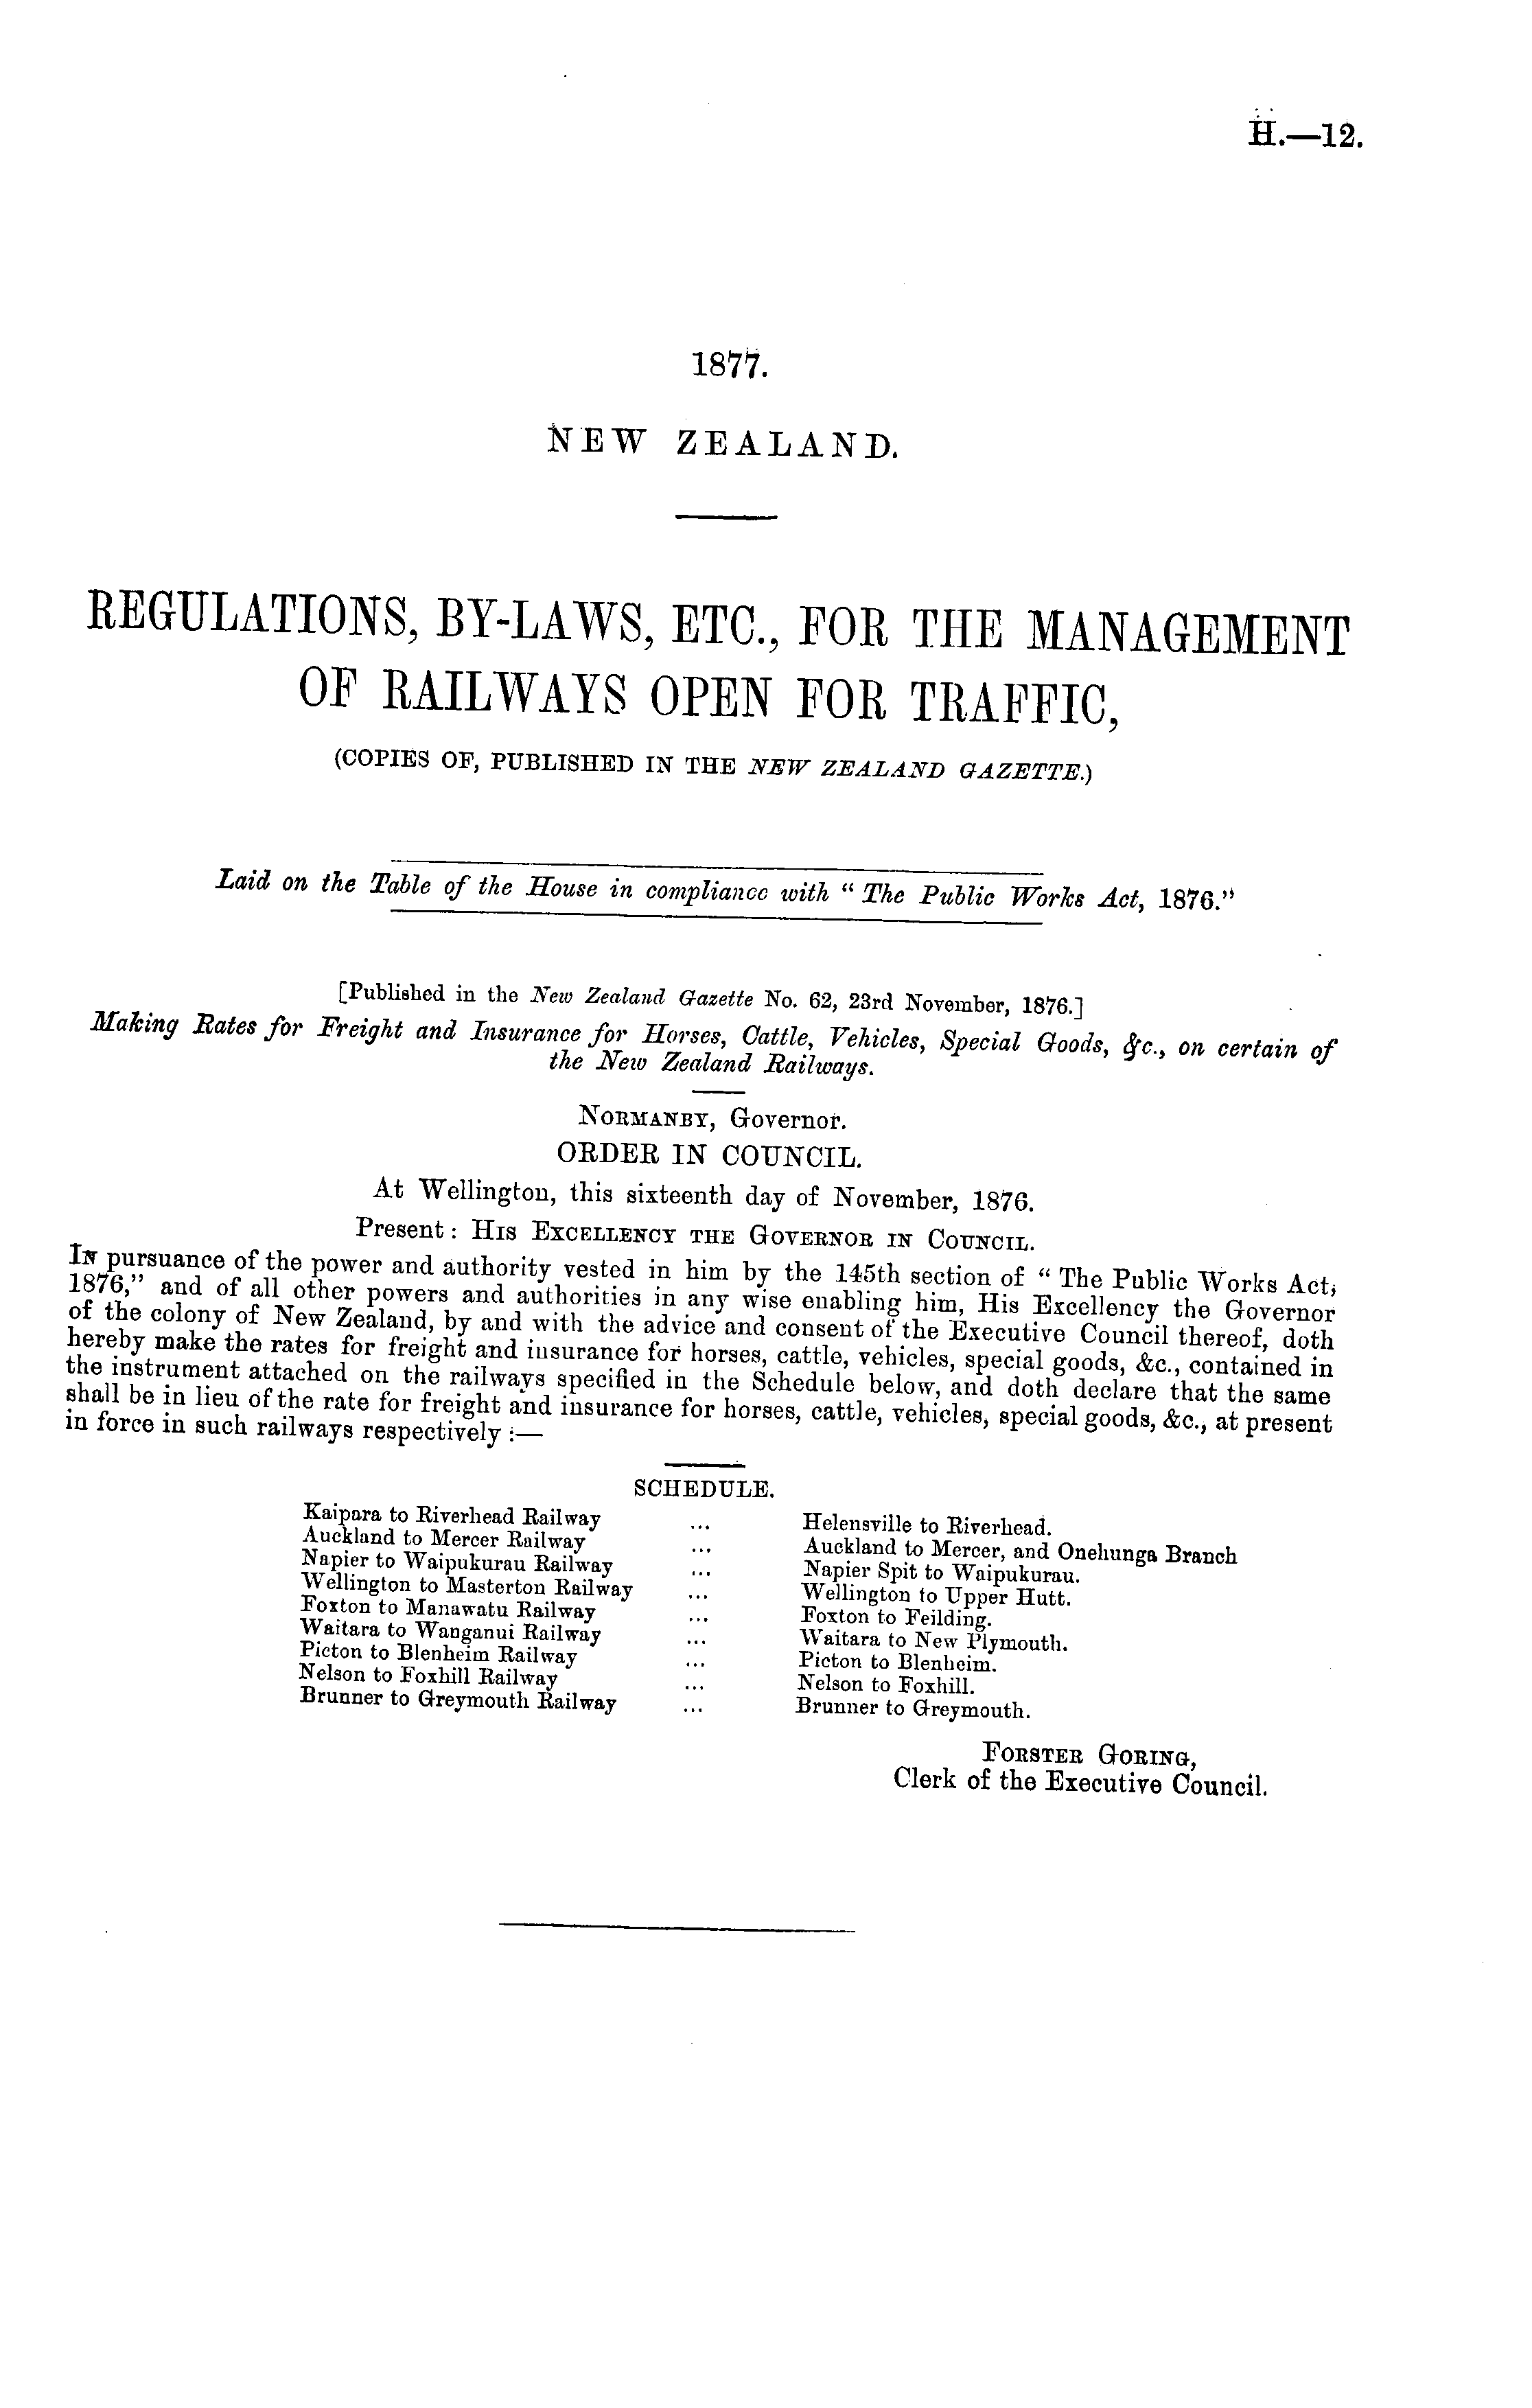 H.—12.
1877.
NEW ZEALAND.
REGULATIONS, BY-LAWS, ETC., FOR THE MANAGEMENT
OF RAILWAYS OPEN FOR TRAFFIC,
(COPIES OF, PUBLISHED IN THE NEW ZEALAND GAZETTE.)
Laid on the Table of the House in compliance with “ The Public Works Act, 1876.”
[Published in the New Zealand Gazette No. 62, 23rd November, 1876.]
Making Rates for Freight and Insurance for Horses, Cattle, Vehicles, Special Goods, &c., on certain of
the New Zealand Railways.
NORMANBY, Governor.
ORDER IN COUNCIL.
At Wellington, this sixteenth day of November, 1876.
Present: HIS EXCELLENCY THE GOVERNOR IN COUNCIL.
IN pursuance of the power and authority vested in him by the 145th section of “ The Public Works Act,
1876,” and of all other powers and authorities in any wise enabling him, His Excellency the Governor
of the colony of New Zealand, by and with the advice and consent of the Executive Council thereof, doth
hereby make the rates for freight and insurance for horses, cattle, vehicles, special goods, &c., contained in
the instrument attached on the railways specified in the Schedule below, and doth declare that the same
shall be in lieu of the rate for freight and insurance for horses, cattle, vehicles, special goods, &c., at present
in force in such railways respectively :—
SCHEDULE.
Kaipara to Riverhead Railway ... Helensville to Riverhead.
Auckland to Mercer Railway ... Auckland to Mercer, and Onehunga Branch
Napier to Waipukurau Railway ... Napier Spit to Waipukurau.
Wellington to Masterton Railway ... Wellington to Upper Hutt.
Foxton to Manawatu Railway ... Foxton to Feilding.
Waitara to Wanganui Railway ... Waitara to New Plymouth.
Picton to Blenheim Railway ... Picton to Blenheim.
Nelson to Foxhill Railway ... Nelson to Foxhill.
Brunner to Greymouth Railway ... Brunner to Greymouth.
FORSTER GORING,
Clerk of the Executive Council.